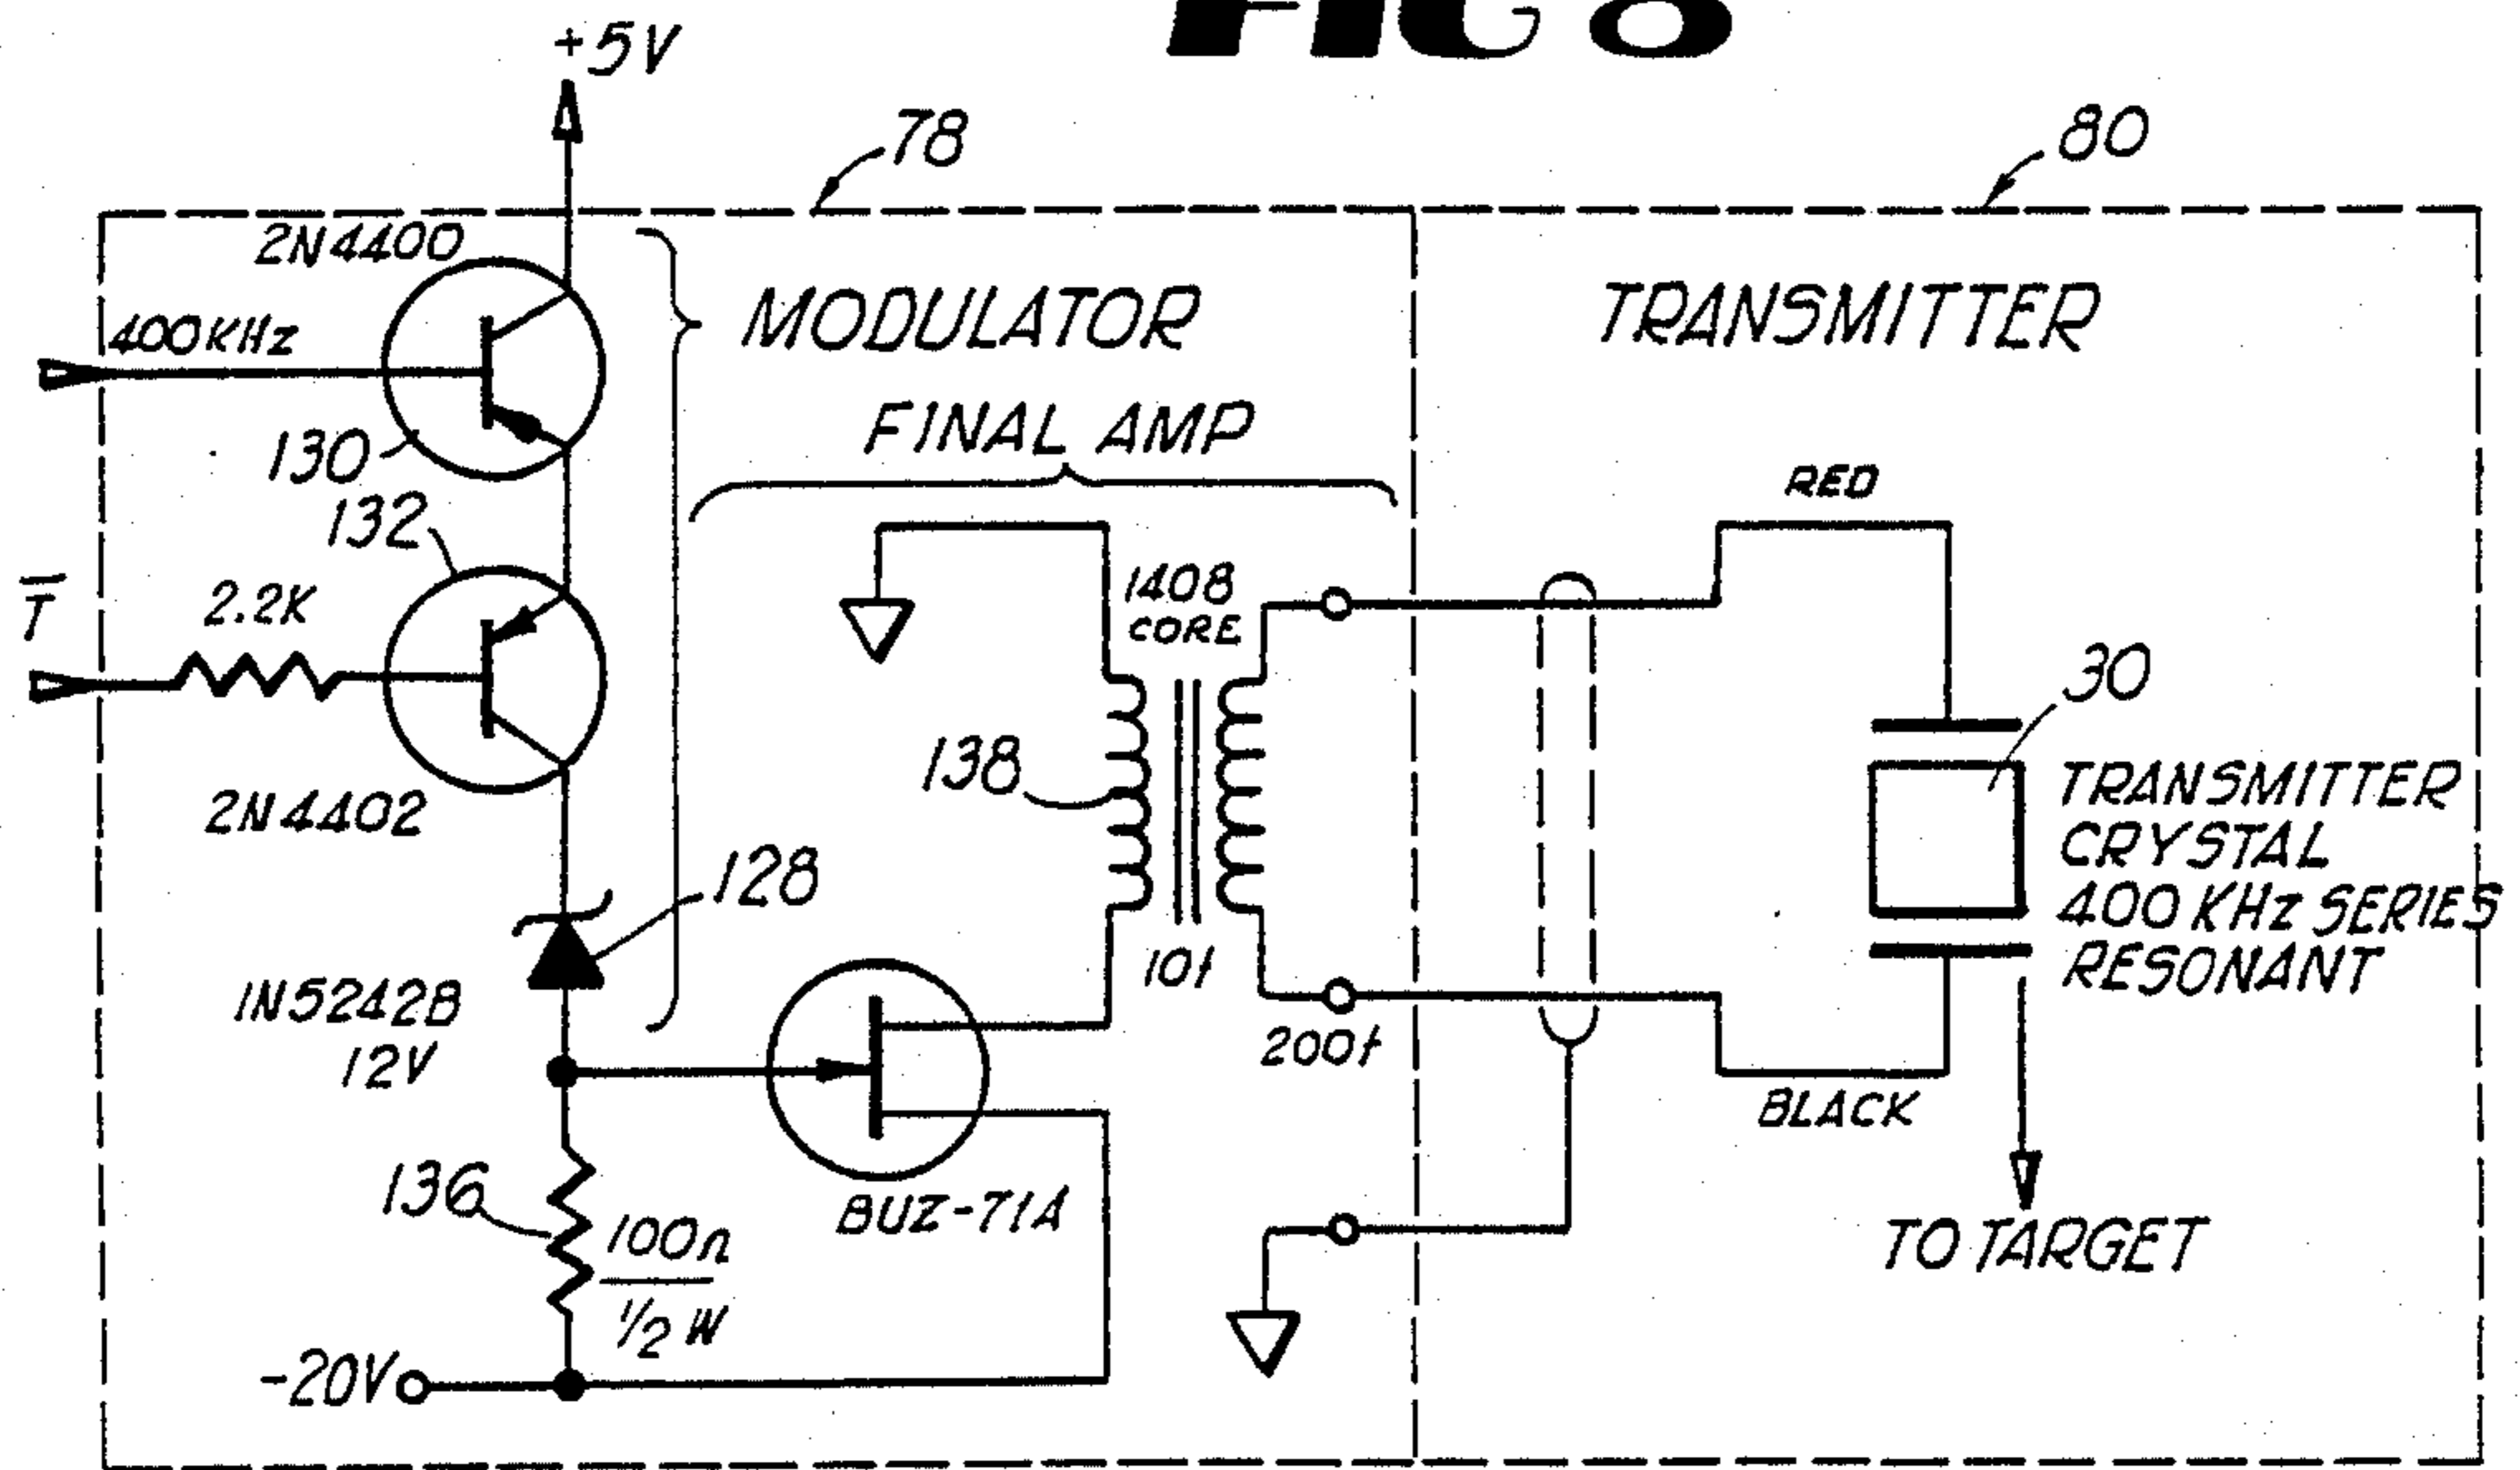 FIG 8
+5V
78
80
2N4400
400KHz
MODULATOR
TRANSMITTER
FINAL AMP
130
RED
132
T̅
2.2K
1408
CORE
30
138
TRANSMITTER
CRYSTAL
400 KHz SERIES
RESONANT
2N4402
128
10t
1N5242B
12V
200t
BLACK
136
100Ω
1/2 W
BUZ-71A
TO TARGET
-20V